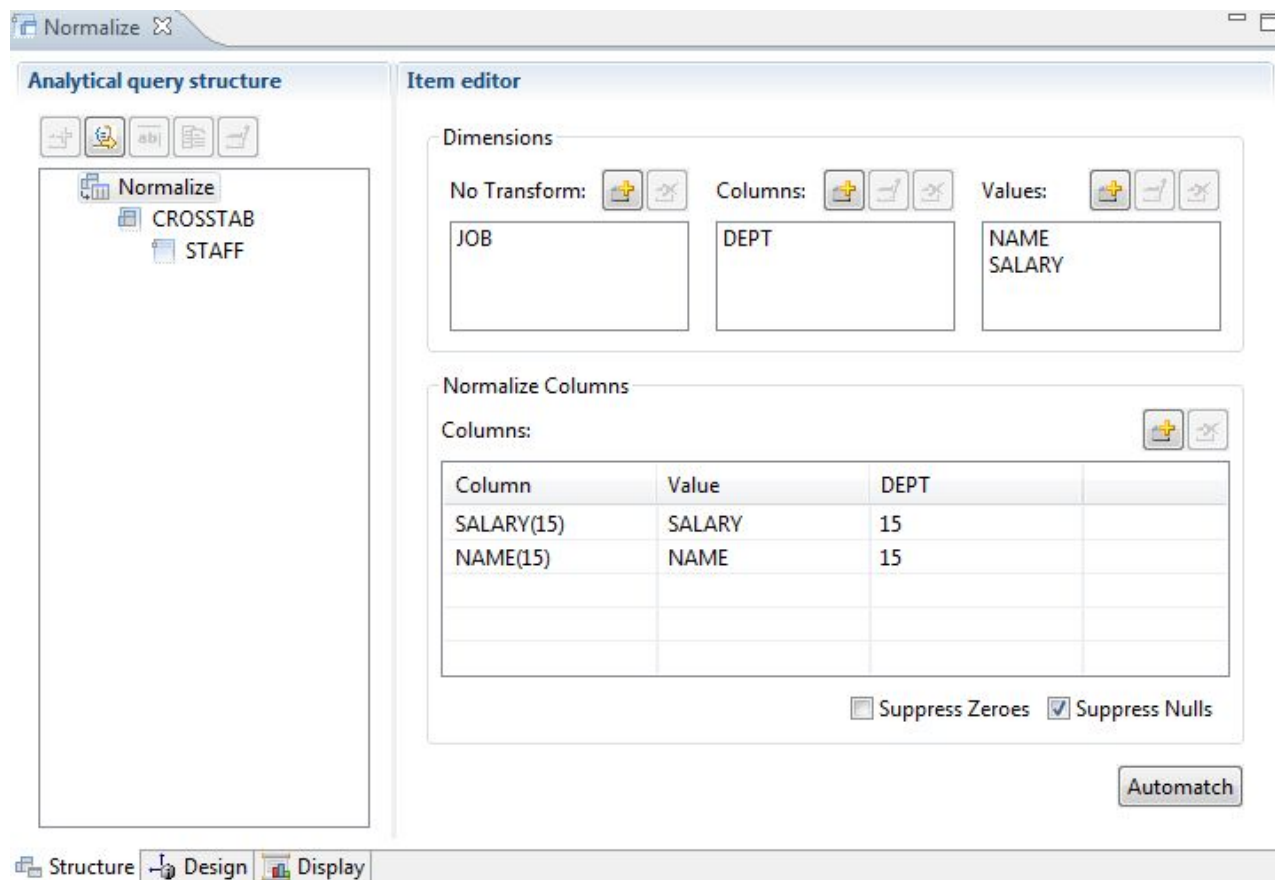 Normalize
Analytical query structure
Item editor
ab
Normalize
CROSSTAB
STAFF
Dimensions
No Transform:
Columns:
Values:
JOB
DEPT
NAME
SALARY
Normalize Columns
Columns:
Column Value DEPT
SALARY(15) SALARY 15
NAME(15) NAME 15
Suppress Zeroes Suppress Nulls
Automatch
Structure Design Display